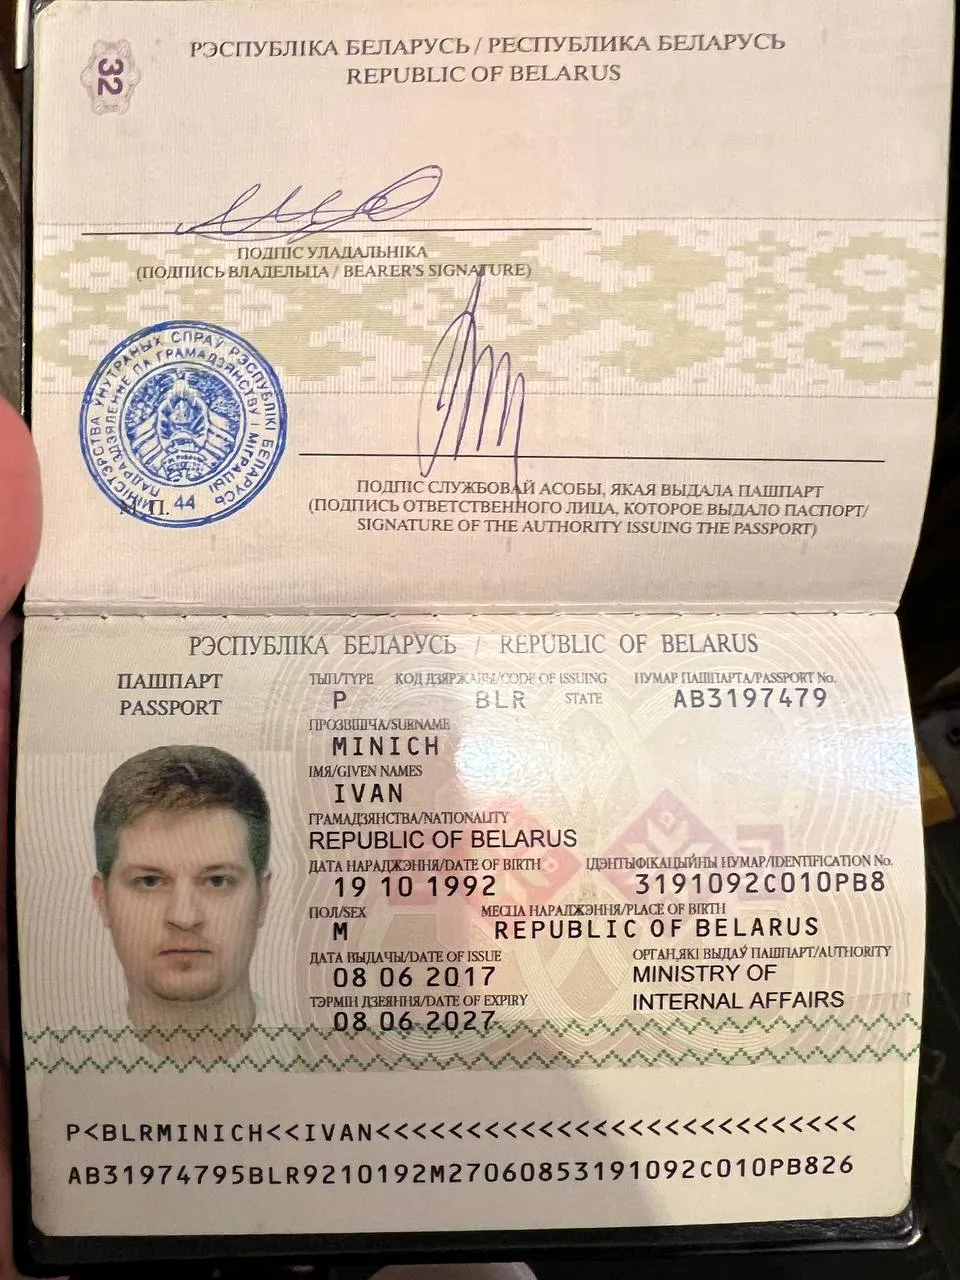 32
РЭСПУБЛІКА БЕЛАРУСЬ / РЕСПУБЛИКА БЕЛАРУСЬ
REPUBLIC OF BELARUS
ПОДПІС УЛАДАЛЬНІКА
(ПОДПИСЬ ВЛАДЕЛЬЦА / BEARER'S SIGNATURE)
МІНІСТЭРСТВА УНУТРАНЫХ СПРАЎ РЭСПУБЛІКІ БЕЛАРУСЬ
ПАДРАЗДЗЯЛЕННЕ ПА ГРАМАДЗЯНСТВУ І МІГРАЦЫІ
44
М.П.
ПОДПІС СЛУЖБОВАЙ АСОБЫ, ЯКАЯ ВЫДАЛА ПАШПАРТ
(ПОДПИСЬ ОТВЕТСТВЕННОГО ЛИЦА, КОТОРОЕ ВЫДАЛО ПАСПОРТ/
SIGNATURE OF THE AUTHORITY ISSUING THE PASSPORT)
РЭСПУБЛІКА БЕЛАРУСЬ / REPUBLIC OF BELARUS
ПАШПАРТ
PASSPORT
ТЫП/TYPE КОД ДЗЯРЖАВЫ/CODE OF ISSUING STATE НУМАР ПАШПАРТА/PASSPORT No.
P BLR AB3197479
ПРОЗВІШЧА/SURNAME
MINICH
ІМЯ/GIVEN NAMES
IVAN
ГРАМАДЗЯНСТВА/NATIONALITY
REPUBLIC OF BELARUS
ДАТА НАРАДЖЭННЯ/DATE OF BIRTH ІДЭНТЫФІКАЦЫЙНЫ НУМАР/IDENTIFICATION No.
19 10 1992 3191092C010PB8
ПОЛ/SEX МЕСЦА НАРАДЖЭННЯ/PLACE OF BIRTH
M REPUBLIC OF BELARUS
ДАТА ВЫДАЧЫ/DATE OF ISSUE ОРГАН,ЯКІ ВЫДАЎ ПАШПАРТ/AUTHORITY
08 06 2017 MINISTRY OF
ТЭРМІН ДЗЕЯННЯ/DATE OF EXPIRY INTERNAL AFFAIRS
08 06 2027
P<BLRMINICH<<IVAN<<<<<<<<<<<<<<<<<<<<<<<<<<<
AB31974795BLR9210192M27060853191092C010PB826